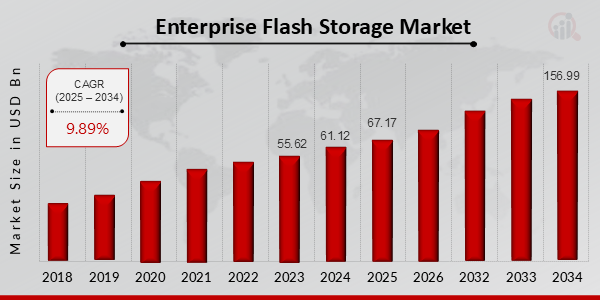 Enterprise Flash Storage Market
CAGR
(2025 – 2034)
9.89%
Market Size in USD Bn
55.62
61.12
67.17
156.99
2018 2019 2020 2021 2022 2023 2024 2025 2026 2032 2033 2034